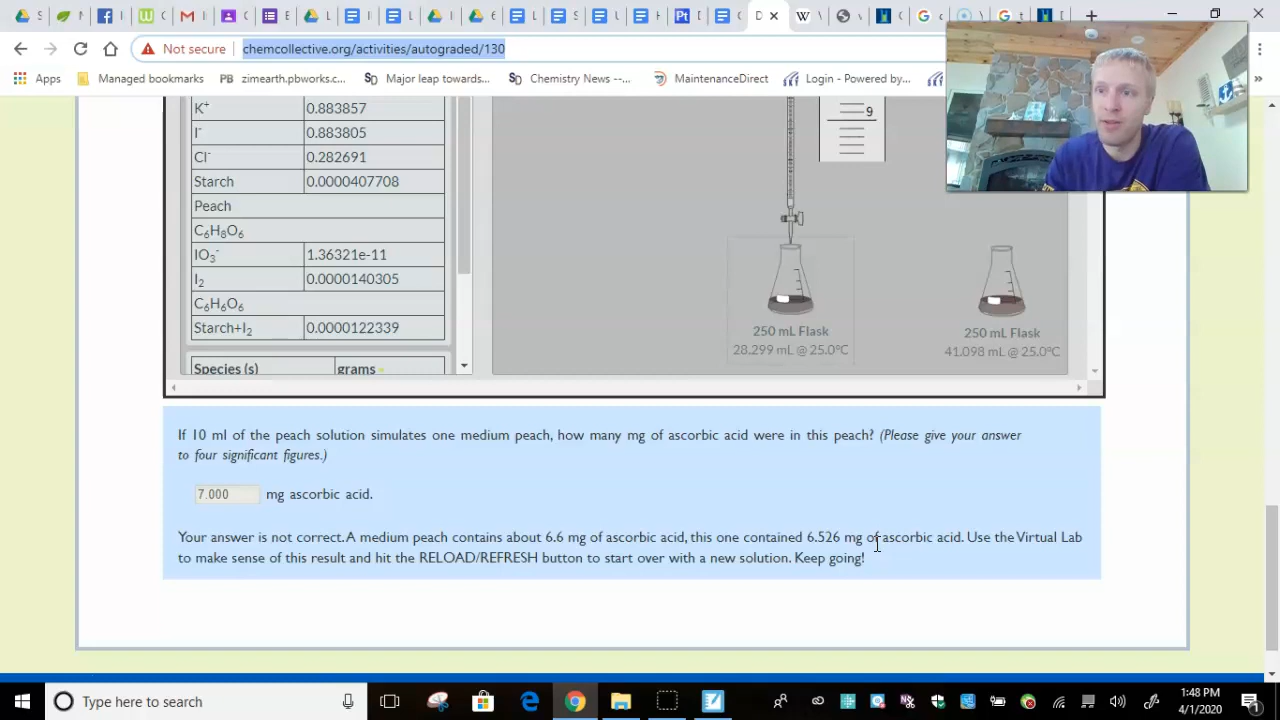 Not secure
chemcollective.org/activities/autograded/130
Apps
Managed bookmarks
PB zimearth.pbworks.c...
Major leap towards...
Chemistry News -–...
MaintenanceDirect
Login - Powered by...
K+ 0.883857
I- 0.883805
Cl- 0.282691
Starch 0.0000407708
Peach
C6H8O6
IO3- 1.36321e-11
I2 0.0000140305
C6H6O6
Starch+I2 0.0000122339
Species (s) grams
9
250 mL Flask
28.299 mL @ 25.0°C
250 mL Flask
41.098 mL @ 25.0°C
If 10 ml of the peach solution simulates one medium peach, how many mg of ascorbic acid were in this peach? (Please give your answer
to four significant figures.)
7.000 mg ascorbic acid.
Your answer is not correct. A medium peach contains about 6.6 mg of ascorbic acid, this one contained 6.526 mg of ascorbic acid. Use the Virtual Lab
to make sense of this result and hit the RELOAD/REFRESH button to start over with a new solution. Keep going!
Type here to search
1:48 PM
4/1/2020